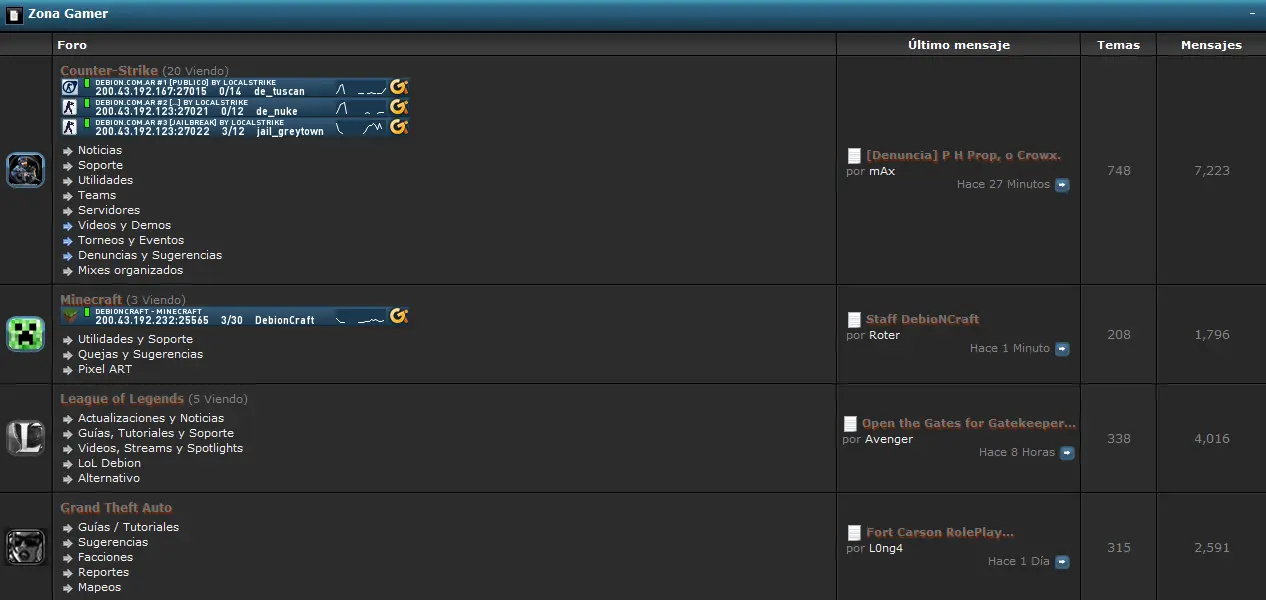 Zona Gamer
Foro Último mensaje Temas Mensajes
Counter-Strike (20 Viendo)
DEBION.COM.AR #1 [PUBLICO] BY LOCALSTRIKE
200.43.192.167:27015 0/14 de_tuscan
DEBION.COM.AR #2 [..] BY LOCALSTRIKE
200.43.192.123:27021 0/12 de_nuke
DEBION.COM.AR #3 [JAILBREAK] BY LOCALSTRIKE
200.43.192.123:27022 3/12 jail_greytown
Noticias
Soporte
Utilidades
Teams
Servidores
Videos y Demos
Torneos y Eventos
Denuncias y Sugerencias
Mixes organizados
[Denuncia] P H Prop, o Crowx.
por mAx
Hace 27 Minutos
748 7,223
Minecraft (3 Viendo)
DEBIONCRAFT - MINECRAFT
200.43.192.232:25565 3/30 DebionCraft
Utilidades y Soporte
Quejas y Sugerencias
Pixel ART
Staff DebioNCraft
por Roter
Hace 1 Minuto
208 1,796
League of Legends (5 Viendo)
Actualizaciones y Noticias
Guías, Tutoriales y Soporte
Videos, Streams y Spotlights
LoL Debion
Alternativo
Open the Gates for Gatekeeper...
por Avenger
Hace 8 Horas
338 4,016
Grand Theft Auto
Guías / Tutoriales
Sugerencias
Facciones
Reportes
Mapeos
Fort Carson RolePlay...
por L0ng4
Hace 1 Día
315 2,591